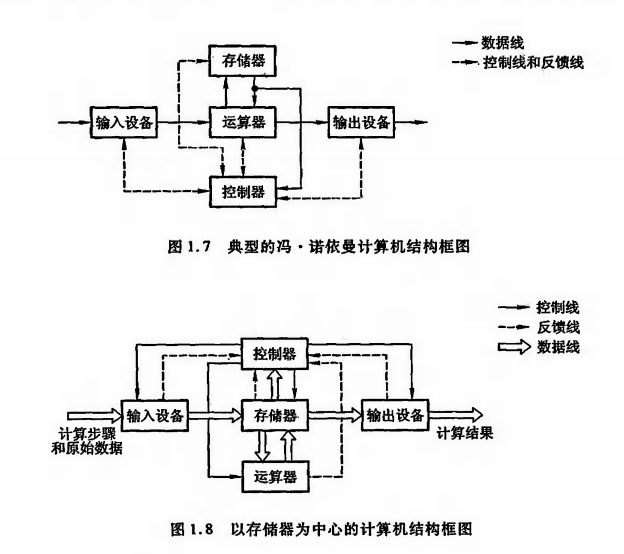 存储器
数据线
控制线和反馈线
输入设备
运算器
输出设备
控制器
图 1.7 典型的冯·诺依曼计算机结构框图
控制线
反馈线
数据线
控制器
输入设备
存储器
输出设备
计算步骤
和原始数据
计算结果
运算器
图 1.8 以存储器为中心的计算机结构框图